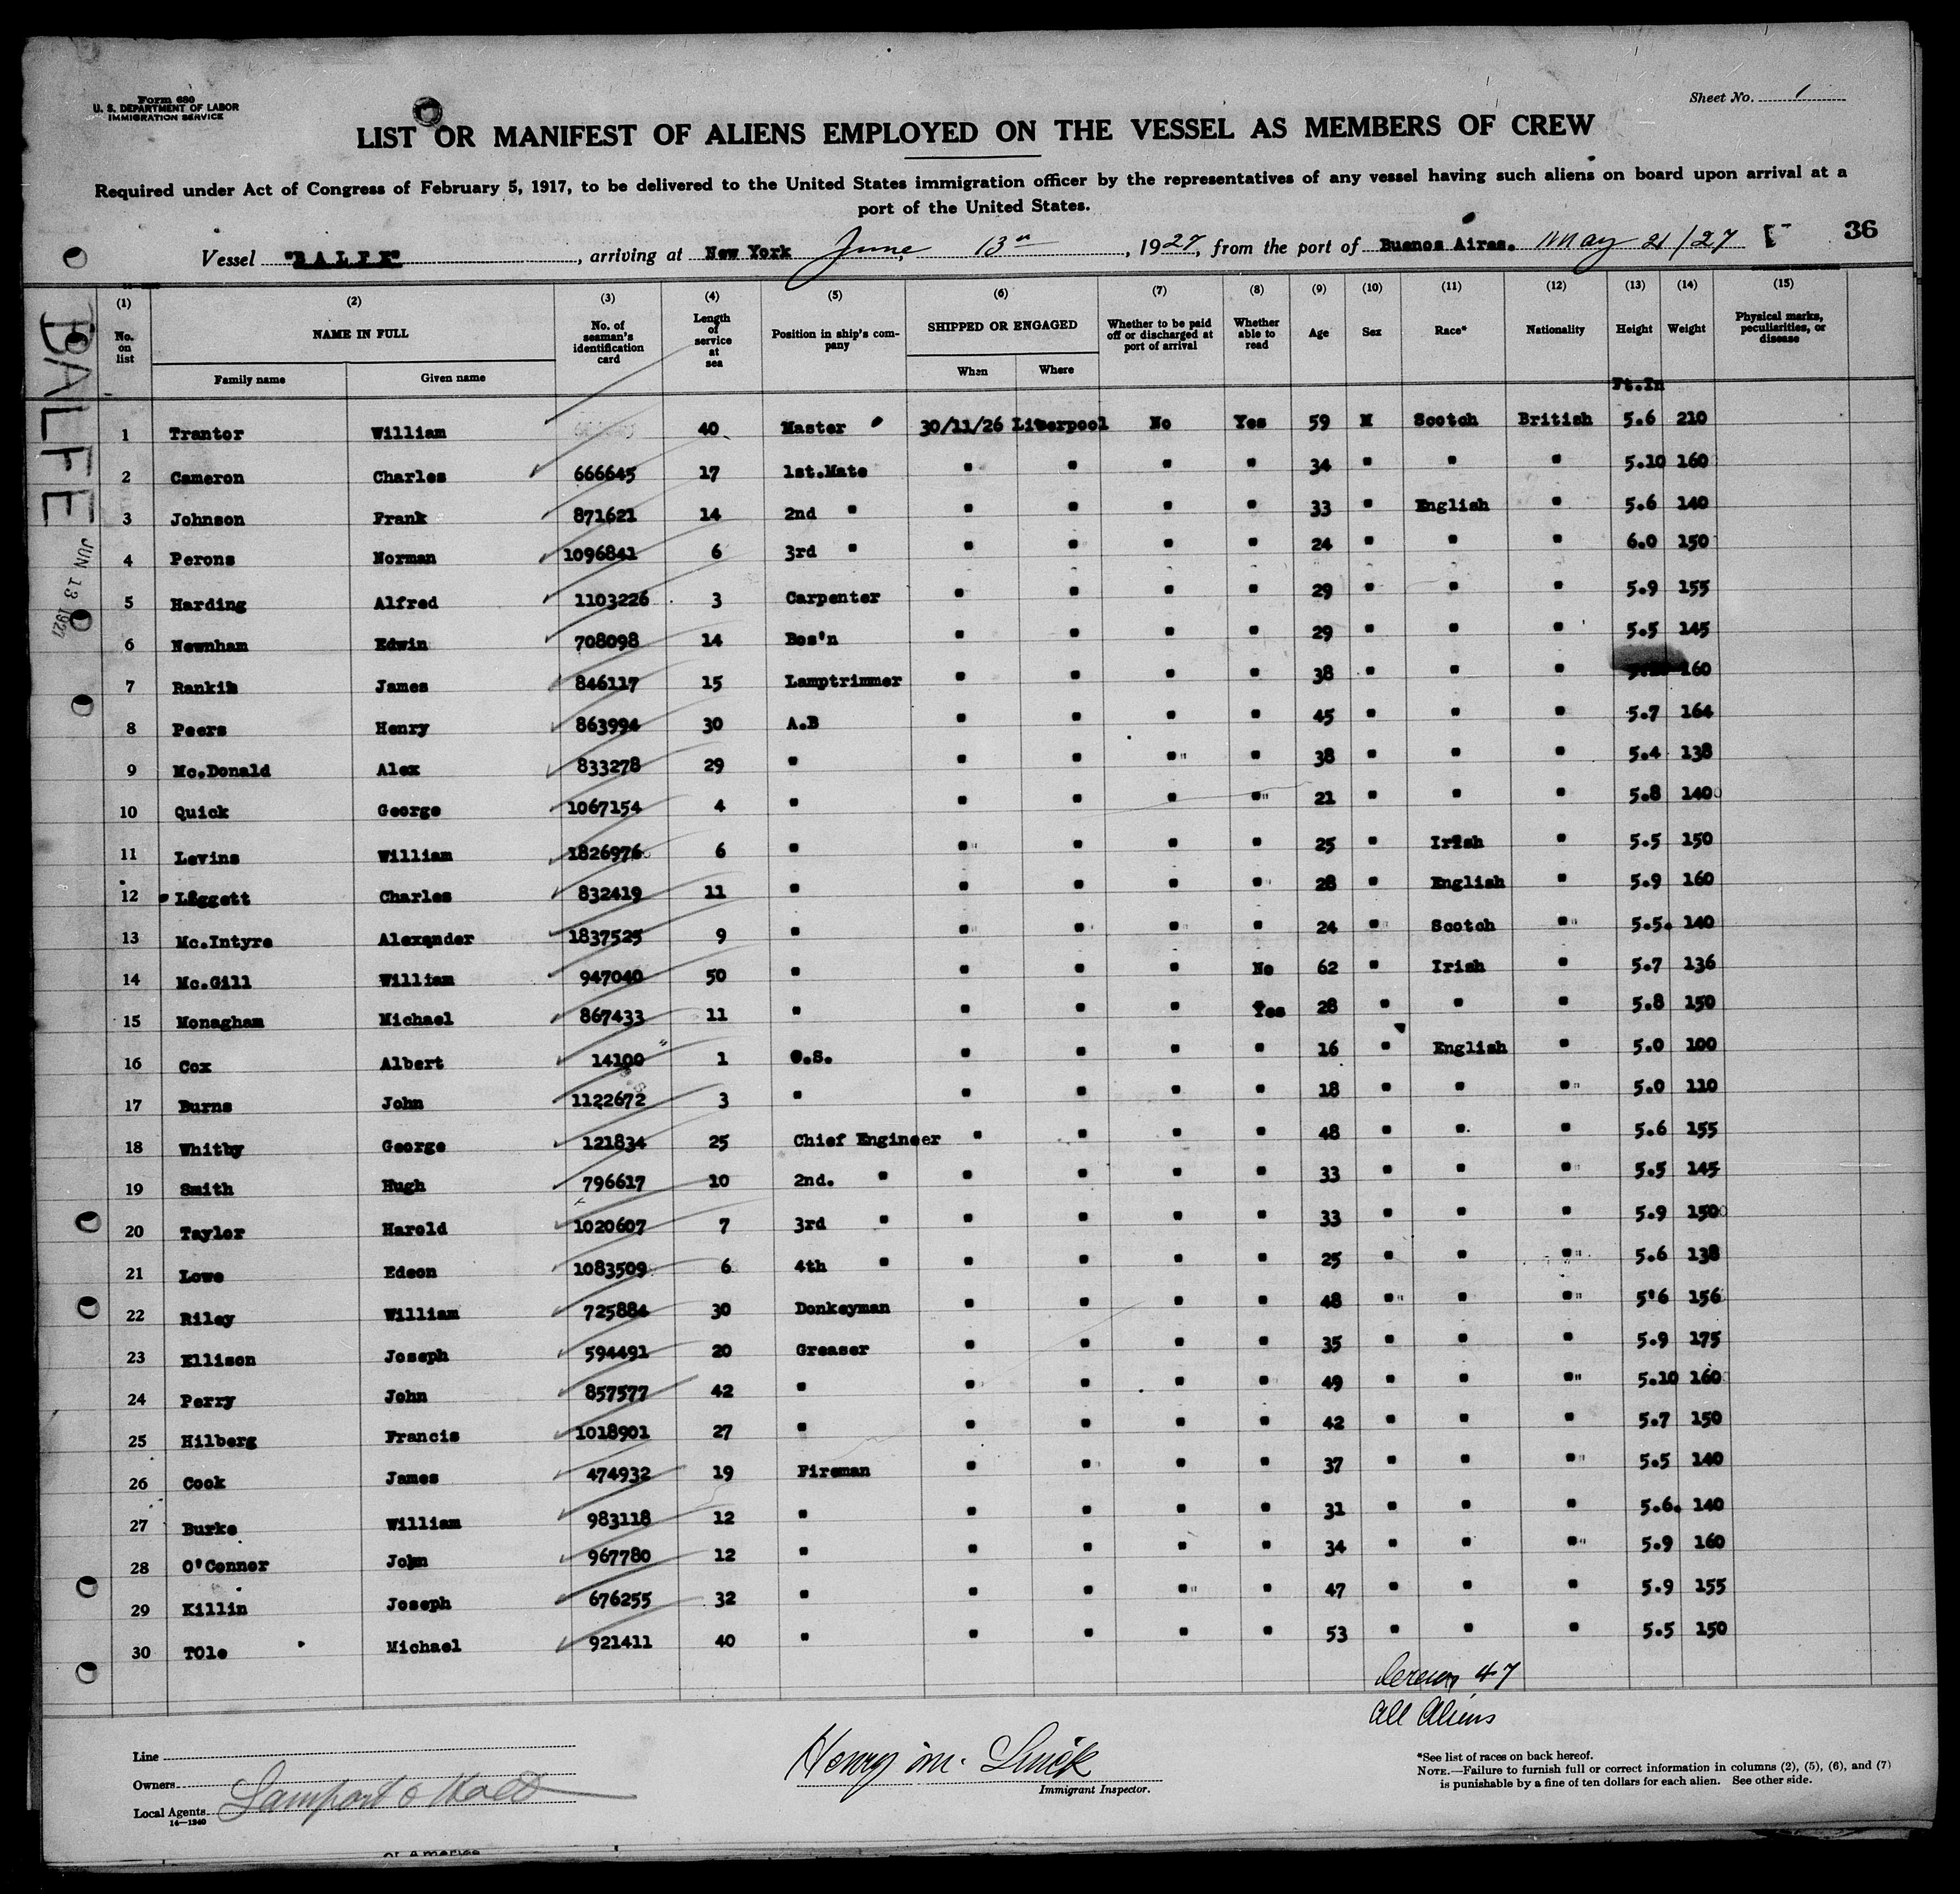 Form 680
U. S. DEPARTMENT OF LABOR
IMMIGRATION SERVICE
Sheet No. 1
LIST OR MANIFEST OF ALIENS EMPLOYED ON THE VESSEL AS MEMBERS OF CREW
Required under Act of Congress of February 5, 1917, to be delivered to the United States immigration officer by the representatives of any vessel having such aliens on board upon arrival at a
port of the United States.
36
Vessel "BALFE", arriving at New York June 13th, 1927, from the port of Buenos Aires. May 21/27
BALFE
JUN 13 1927
(1) (2) (3) (4) (5) (6) (7) (8) (9) (10) (11) (12) (13) (14) (15)
No. on list NAME IN FULL Family name Given name No. of seaman's identification card Length of service at sea Position in ship's company SHIPPED OR ENGAGED When Where Whether to be paid off or discharged at port of arrival Whether able to read Age Sex Race* Nationality Height Weight Physical marks, peculiarities, or disease
Ft.In
1 Trantor William 40 Master 30/11/26 Liverpool No Yes 59 M Scotch British 5.6 210
2 Cameron Charles 666645 17 1st.Mate " " " " 34 " " " 5.10 160
3 Johnson Frank 871621 14 2nd " " " " " 33 " English " 5.6 140
4 Perons Norman 1096841 6 3rd " " " " " 24 " " " 6.0 150
5 Harding Alfred 1103226 3 Carpenter " " " " 29 " " " 5.9 155
6 Newnham Edwin 708098 14 Bos'n " " " " 29 " " " 5.5 145
7 Rankin James 846117 15 Lamptrimmer " " " " 38 " " " 160
8 Peers Henry 863994 30 A.B " " " " 45 " " " 5.7 164
9 Mc.Donald Alex 833278 29 " " " " " 38 " " " 5.4 138
10 Quick George 1067154 4 " " " " " 21 " " " 5.8 140
11 Levins William 1826976 6 " " " " " 25 " Irish " 5.5 150
12 Liggett Charles 832419 11 " " " " " 28 " English " 5.9 160
13 Mc.Intyre Alexander 1837525 9 " " " " " 24 " Scotch " 5.5. 140
14 Mc.Gill William 947040 50 " " " " No 62 " Irish " 5.7 136
15 Monagham Michael 867433 11 " " " " Yes 28 " " " 5.8 150
16 Cox Albert 14100 1 O.S. " " " " 16 " English " 5.0 100
17 Burns John 1122672 3 " " " " " 18 " " " 5.0 110
18 Whitby George 121834 25 Chief Engineer " " " " 48 " " " 5.6 155
19 Smith Hugh 796617 10 2nd. " " " " " 33 " " " 5.5 145
20 Taylor Harold 1020607 7 3rd " " " " " 33 " " " 5.9 150
21 Lowe Edson 1083509 6 4th " " " " " 25 " " " 5.6 138
22 Riley William 725884 30 Donkeyman " " " " 48 " " " 5'6 156
23 Ellison Joseph 594491 20 Greaser " " " " 35 " " " 5.9 175
24 Perry John 857577 42 " " " " " 49 " " " 5.10 160
25 Hilberg Francis 1018901 27 " " " " " 42 " " " 5.7 150
26 Cook James 474932 19 Fireman " " " " 37 " " " 5.5 140
27 Burke William 983118 12 " " " " " 31 " " " 5.6. 140
28 O'Connor John 967780 12 " " " " " 34 " " " 5.9 160
29 Killin Joseph 676255 32 " " " " " 47 " " " 5.9 155
30 TOle Michael 921411 40 " " " " " 53 " " " 5.5 150
Crew 47
all Aliens
Line
Owners
Local Agents Lamport & Holt
14—1240
Henry M. Quick
Immigrant Inspector.
*See list of races on back hereof.
NOTE.—Failure to furnish full or correct information in columns (2), (5), (6), and (7)
is punishable by a fine of ten dollars for each alien. See other side.
of America